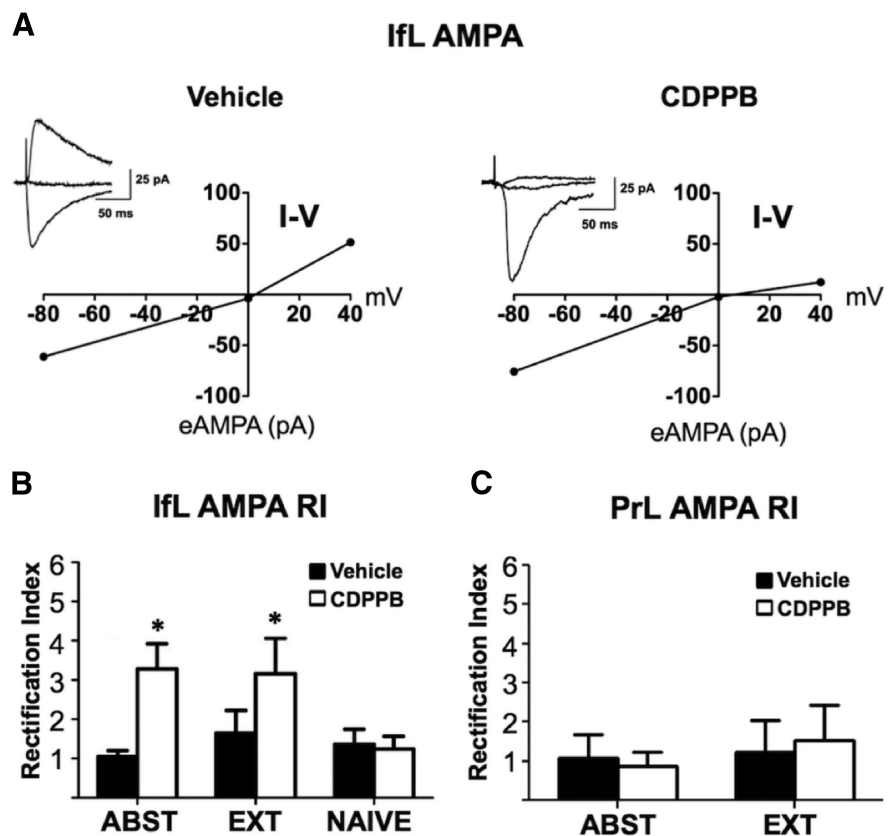 A
IfL AMPA
Vehicle
25 pA
50 ms
100
50
-50
-100
I-V
mV
-80 -60 -40 -20 20 40
eAMPA (pA)
CDPPB
25 pA
50 ms
100
50
-50
-100
I-V
mV
-80 -60 -40 -20 20 40
eAMPA (pA)
B
IfL AMPA RI
Rectification Index
6
5
4
3
2
1
Vehicle
CDPPB
* *
ABST EXT NAIVE
C
PrL AMPA RI
Rectification Index
6
5
4
3
2
1
Vehicle
CDPPB
ABST EXT